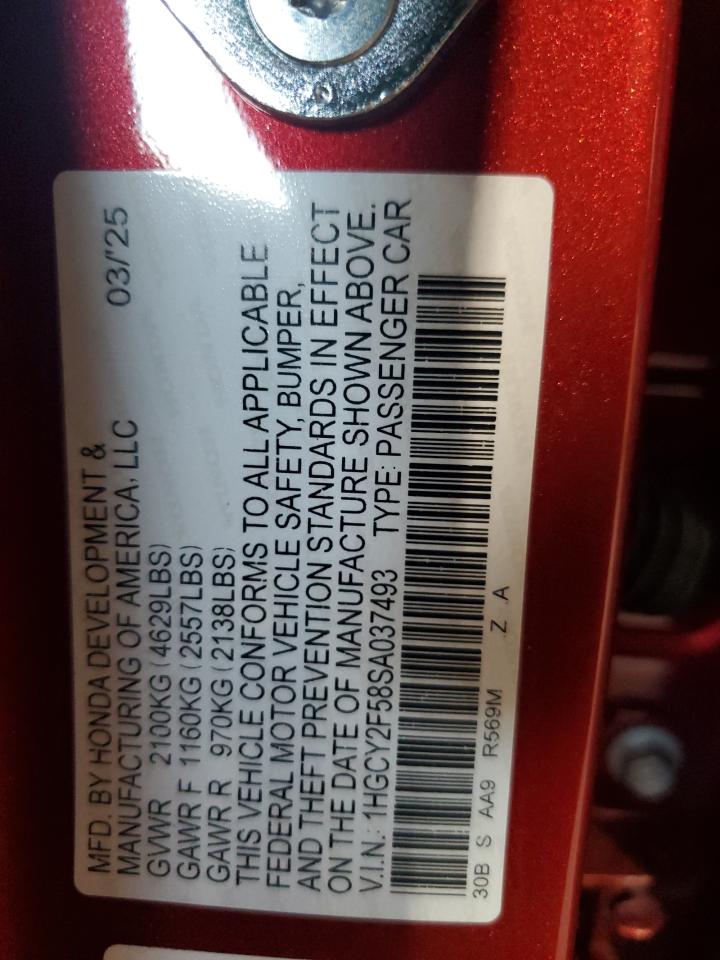 MFD. BY HONDA DEVELOPMENT &
MANUFACTURING OF AMERICA, LLC 03/'25
GVWR 2100KG (4629LBS)
GAWR F 1160KG (2557LBS)
GAWR R 970KG (2138LBS)
THIS VEHICLE CONFORMS TO ALL APPLICABLE
FEDERAL MOTOR VEHICLE SAFETY, BUMPER,
AND THEFT PREVENTION STANDARDS IN EFFECT
ON THE DATE OF MANUFACTURE SHOWN ABOVE.
V.I.N.: 1HGCY2F58SA037493 TYPE: PASSENGER CAR
30B S AA9 R569M Z A